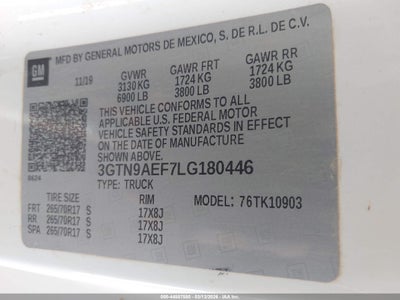 MFD BY GENERAL MOTORS DE MEXICO, S. DE R.L. DE C.V.
GM
11/19 GVWR GAWR FRT GAWR RR
3130 KG 1724 KG 1724 KG
6900 LB 3800 LB 3800 LB
THIS VEHICLE CONFORMS TO ALL
APPLICABLE U.S. FEDERAL MOTOR
VEHICLE SAFETY STANDARDS IN
EFFECT ON THE DATE OF
MANUFACTURE SHOWN ABOVE.
3GTN9AEF7LG180446
TYPE: TRUCK
MODEL: 76TK10903
TIRE SIZE RIM
FRT 265/70R17 S 17X8J
RR 265/70R17 S 17X8J
SPA 265/70R17 S 17X8J